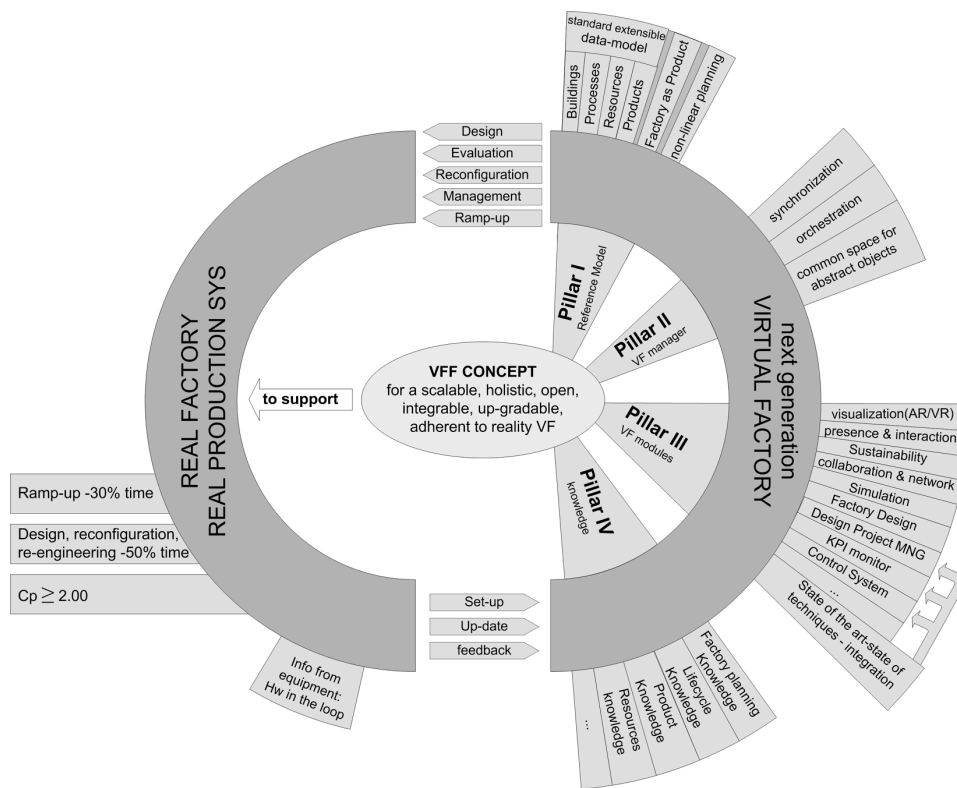 standard extensible
data-model
Buildings
Processes
Resources
Products
Factory as Product
non-linear planning
Design
Evaluation
Reconfiguration
Management
Ramp-up
synchronization
orchestration
common space for
abstract objects
Pillar I
Reference Model
Pillar II
VF manager
Pillar III
VF modules
Pillar IV
knowledge
REAL FACTORY
REAL PRODUCTION SYS
to support
VFF CONCEPT
for a scalable, holistic, open,
integrable, up-gradable,
adherent to reality VF
next generation
VIRTUAL FACTORY
visualization(AR/VR)
presence & interaction
Sustainability
collaboration & network
Simulation
Factory Design
Design Project MNG
KPI monitor
Control System
...
State of the art-state of
techniques - integration
Ramp-up -30% time
Design, reconfiguration,
re-engineering -50% time
Cp ≥ 2.00
Set-up
Up-date
feedback
Info from
equipment:
Hw in the loop
...
Resources
knowledge
Product
Knowledge
Lifecycle
Knowledge
Factory planning
Knowledge